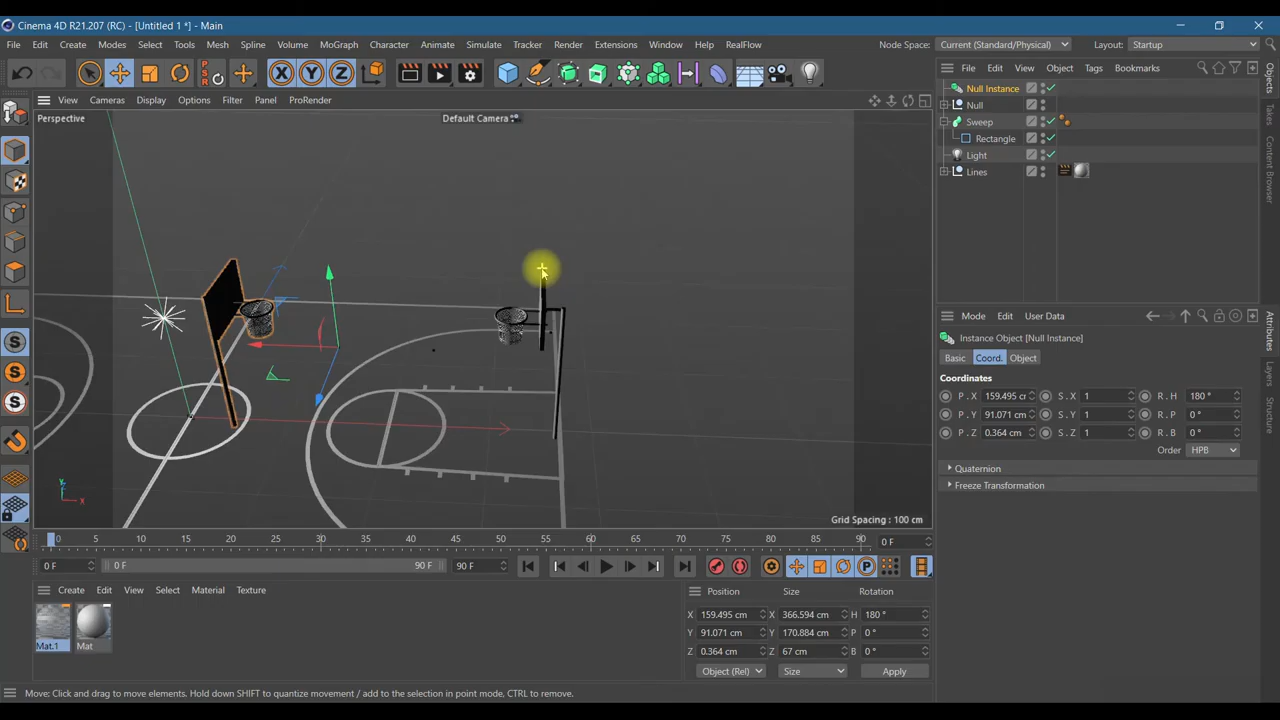 Cinema 4D R21.207 (RC) - [Untitled 1 *] - Main
File Edit Create Modes Select Tools Mesh Spline Volume MoGraph Character Animate Simulate Tracker Render Extensions Window Help RealFlow Node Space: Current (Standard/Physical) Layout: Startup
X Y Z
File Edit View Object Tags Bookmarks
View Cameras Display Options Filter Panel ProRender
Perspective
Default Camera
Null Instance
Null
Sweep
Rectangle
Light
Lines
Objects
Takes
Content Browser
Mode Edit User Data
Instance Object [Null Instance]
Basic Coord. Object
Coordinates
P . X 159.495 cr S . X 1 R . H 180 °
P . Y 91.071 cm S . Y 1 R . P 0 °
P . Z 0.364 cm S . Z 1 R . B 0 °
Order HPB
Quaternion
Freeze Transformation
Attributes
Layers
Structure
Y
Z X
Grid Spacing : 100 cm
0 5 10 15 20 25 30 35 40 45 50 55 60 65 70 75 80 85 90 0 F
0 F 0 F 90 F 90 F
Create Edit View Select Material Texture
Mat.1 Mat
Position Size Rotation
X 159.495 cm X 366.594 cm H 180 °
Y 91.071 cm Y 170.884 cm P 0 °
Z 0.364 cm Z 67 cm B 0 °
Object (Rel) Size Apply
Move: Click and drag to move elements. Hold down SHIFT to quantize movement / add to the selection in point mode, CTRL to remove.